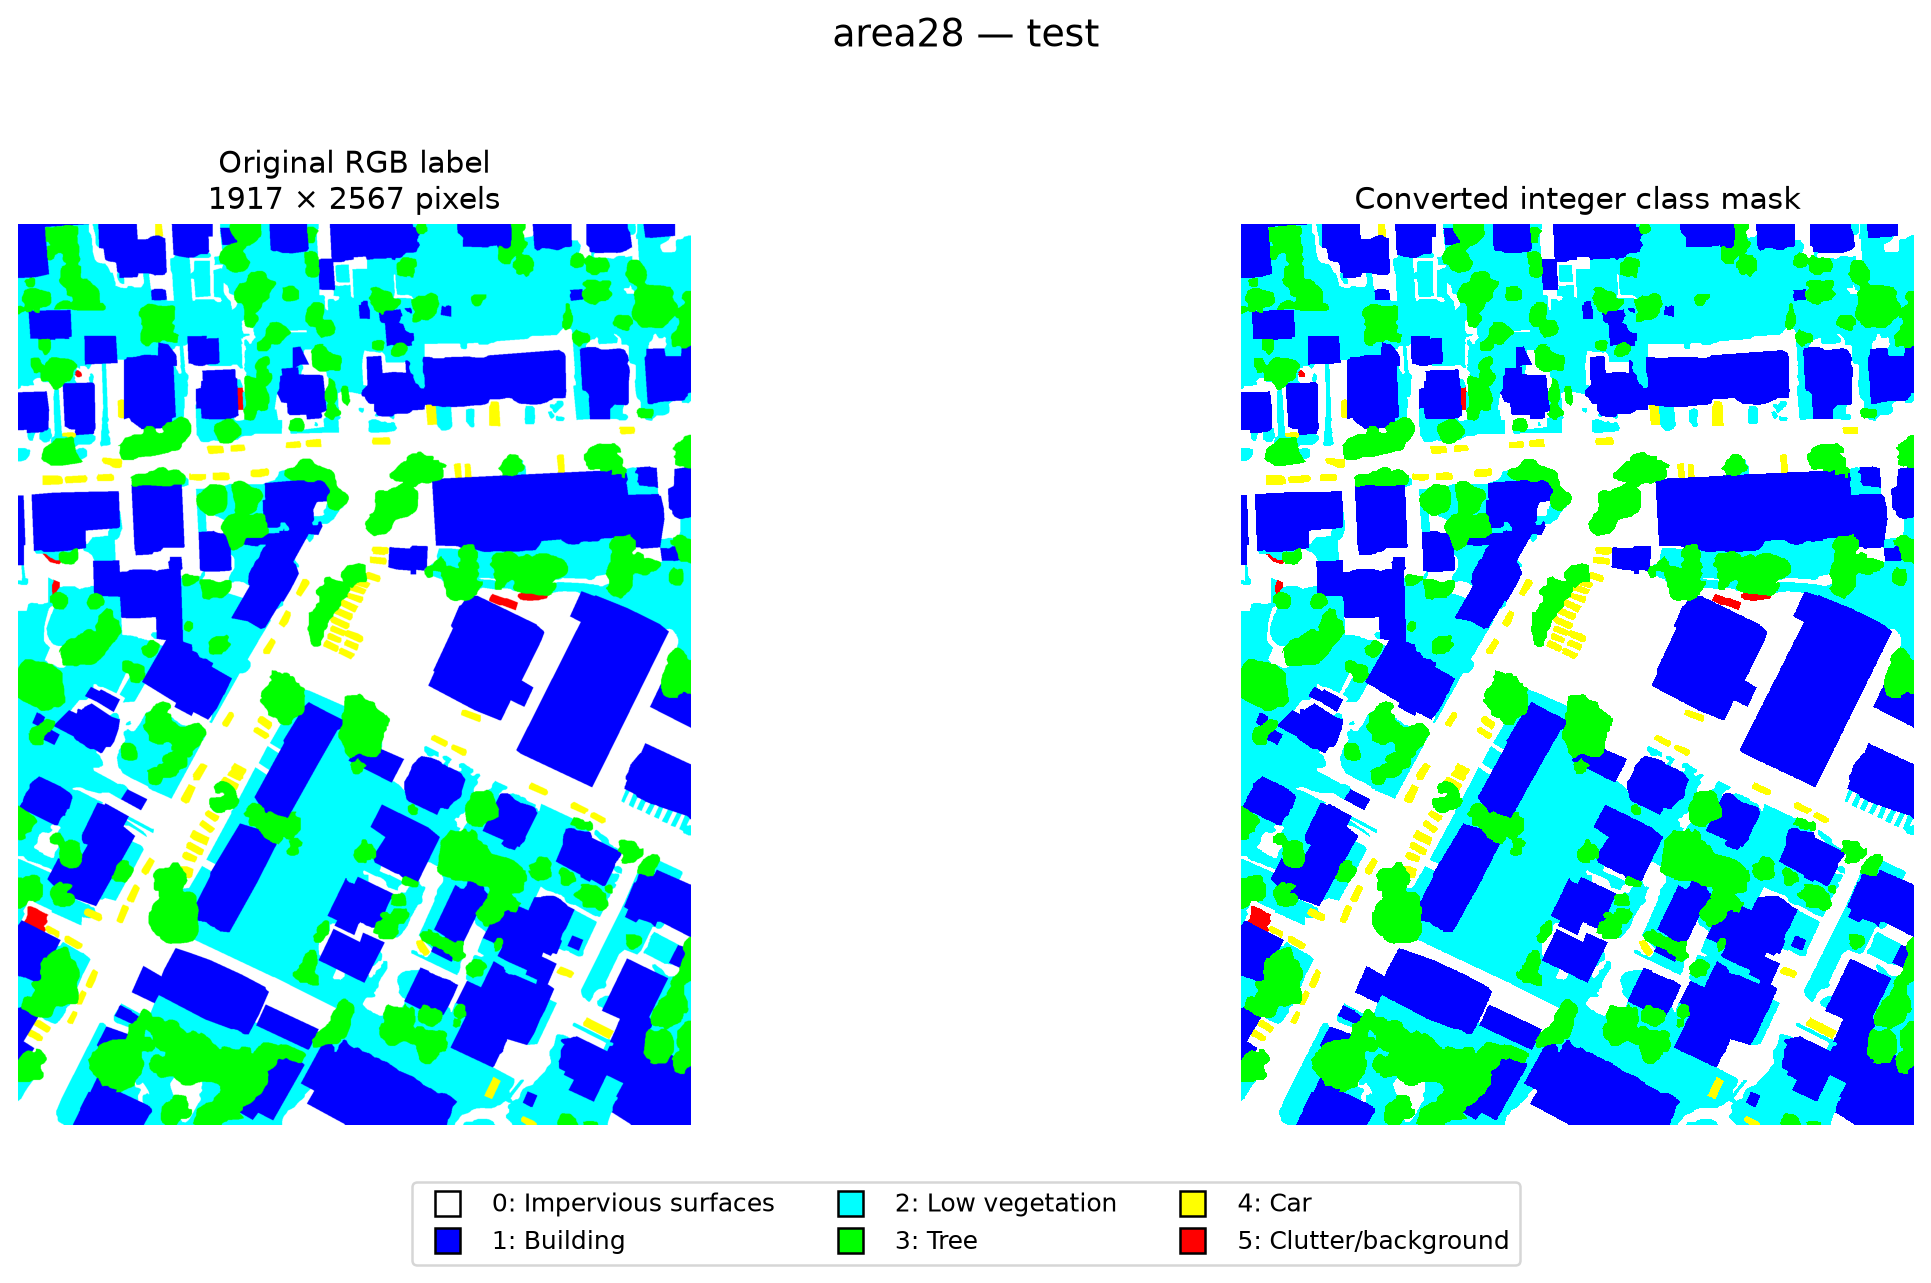 area28 — test
Original RGB label
1917 × 2567 pixels
Converted integer class mask
0: Impervious surfaces
1: Building
2: Low vegetation
3: Tree
4: Car
5: Clutter/background